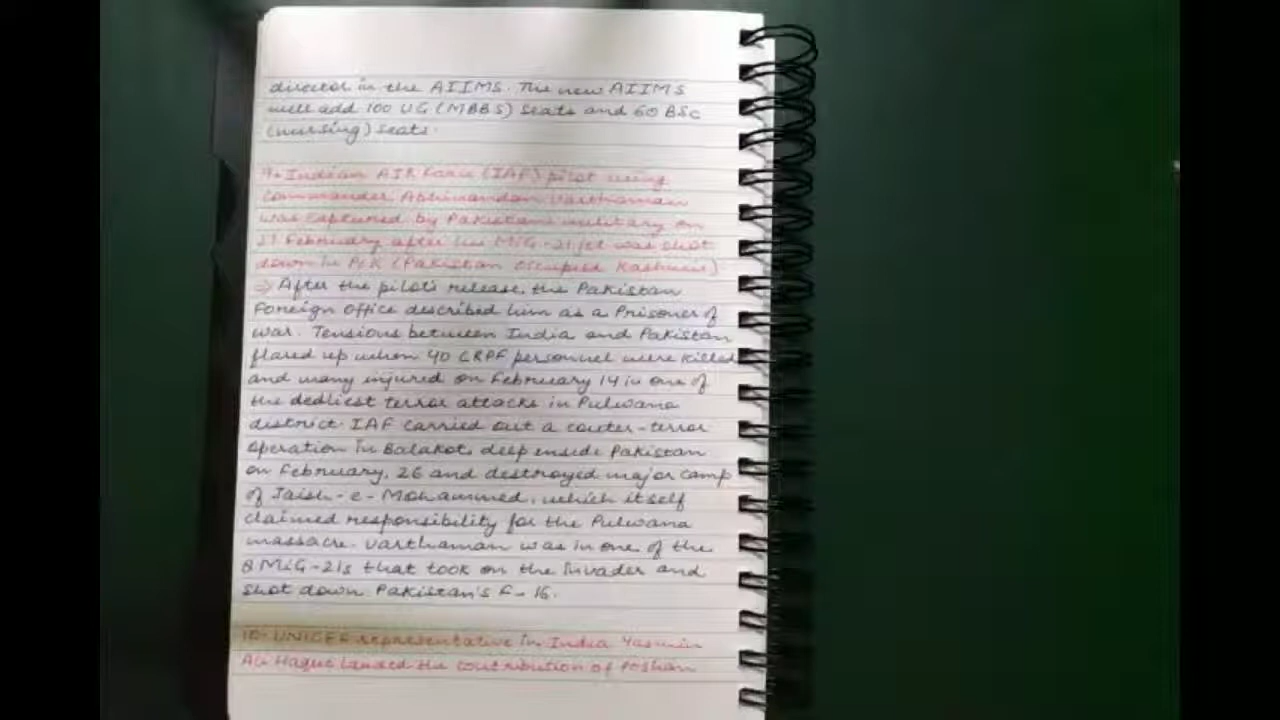 director in the AIIMS. The new AIIMS
will add 100 UG (MBBS) seats and 60 BSc
(nursing) seats.
9. Indian AIR Force (IAF) pilot wing
commander Abhinandan Varthaman
was captured by Pakistani military on
27 February after his MiG-21 jet was shot
down in PoK (Pakistan occupied Kashmir)
⇒ After the pilot's release, the Pakistan
Foreign office described him as a Prisoner of
war. Tensions between India and Pakistan
flared up when 40 CRPF personnel were killed
and many injured on February 14 in one of
the dedliest terror attacks in Pulwana
district. IAF carried out a couter-terror
operation in Balakot, deep inside Pakistan
on February, 26 and destroyed major camp
of Jaish-e-Mohammed, which itself
claimed responsibility for the Pulwana
massacre. Varthaman was in one of the
8 MiG-21s that took on the invader and
shot down Pakistan's F-16.
10. UNICEF representative in India Yasmin
Ali Haque lauded the contribution of Poshan